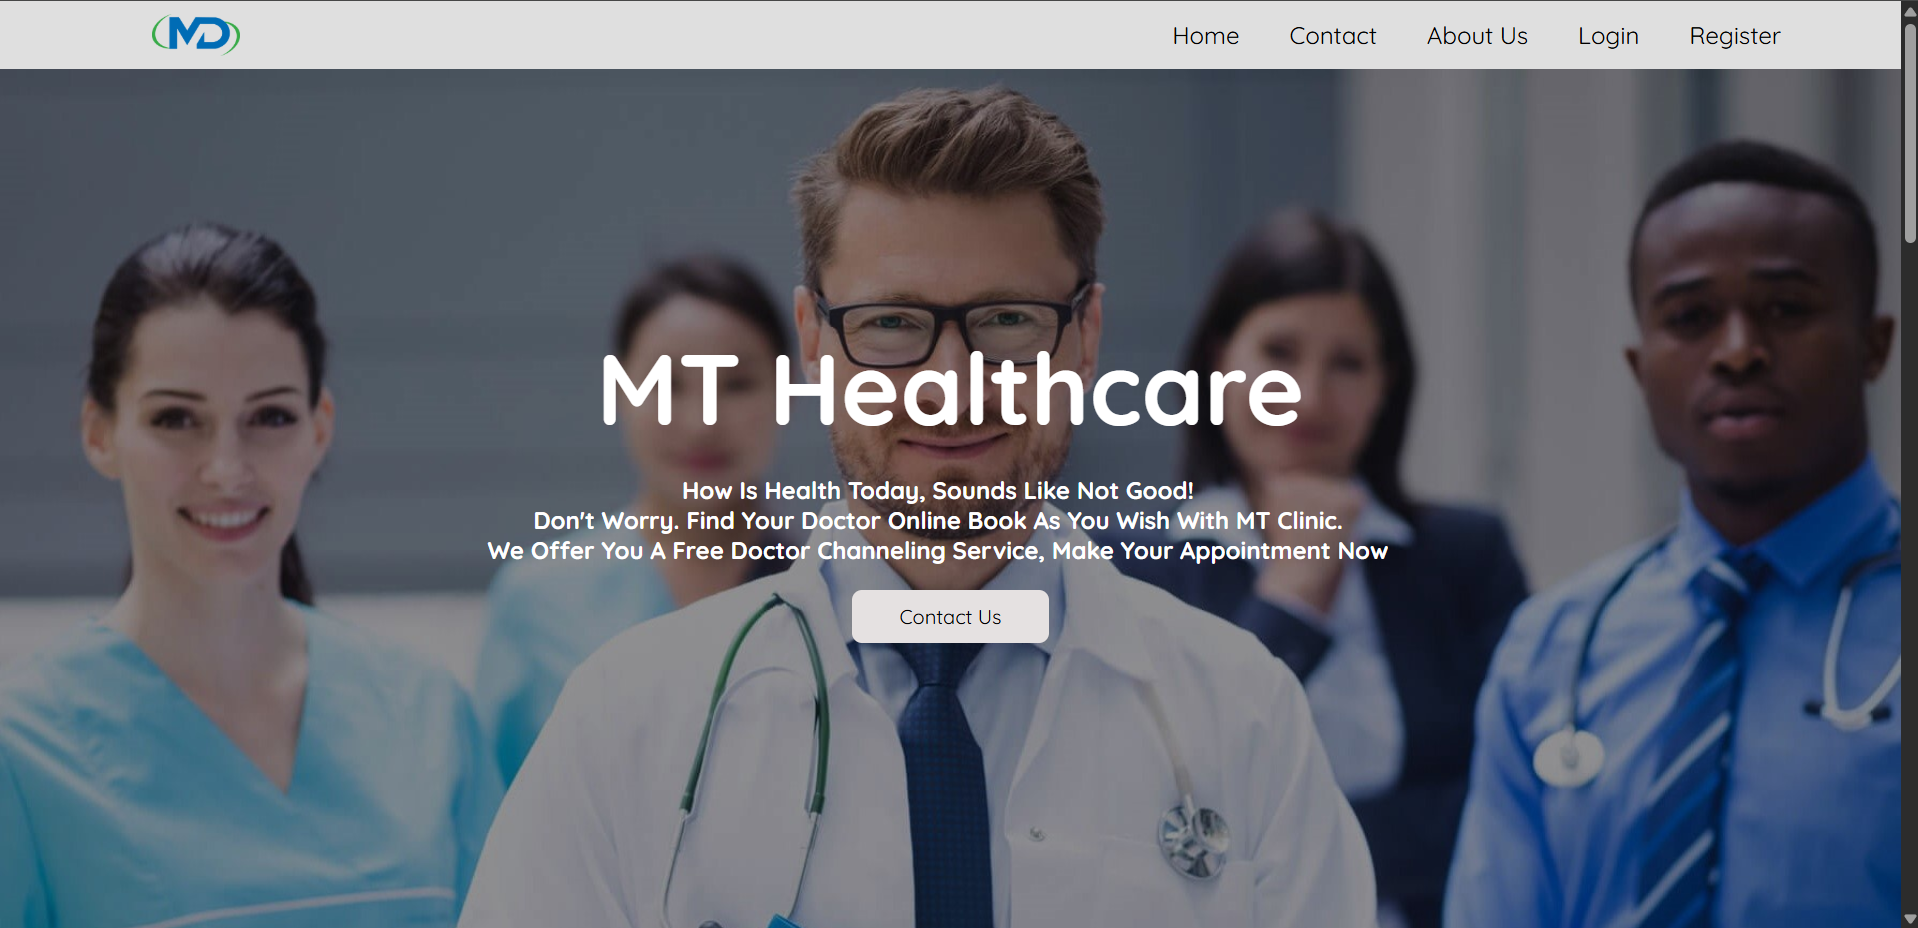 MD
Home Contact About Us Login Register
MT Healthcare
How Is Health Today, Sounds Like Not Good!
Don't Worry. Find Your Doctor Online Book As You Wish With MT Clinic.
We Offer You A Free Doctor Channeling Service, Make Your Appointment Now
Contact Us